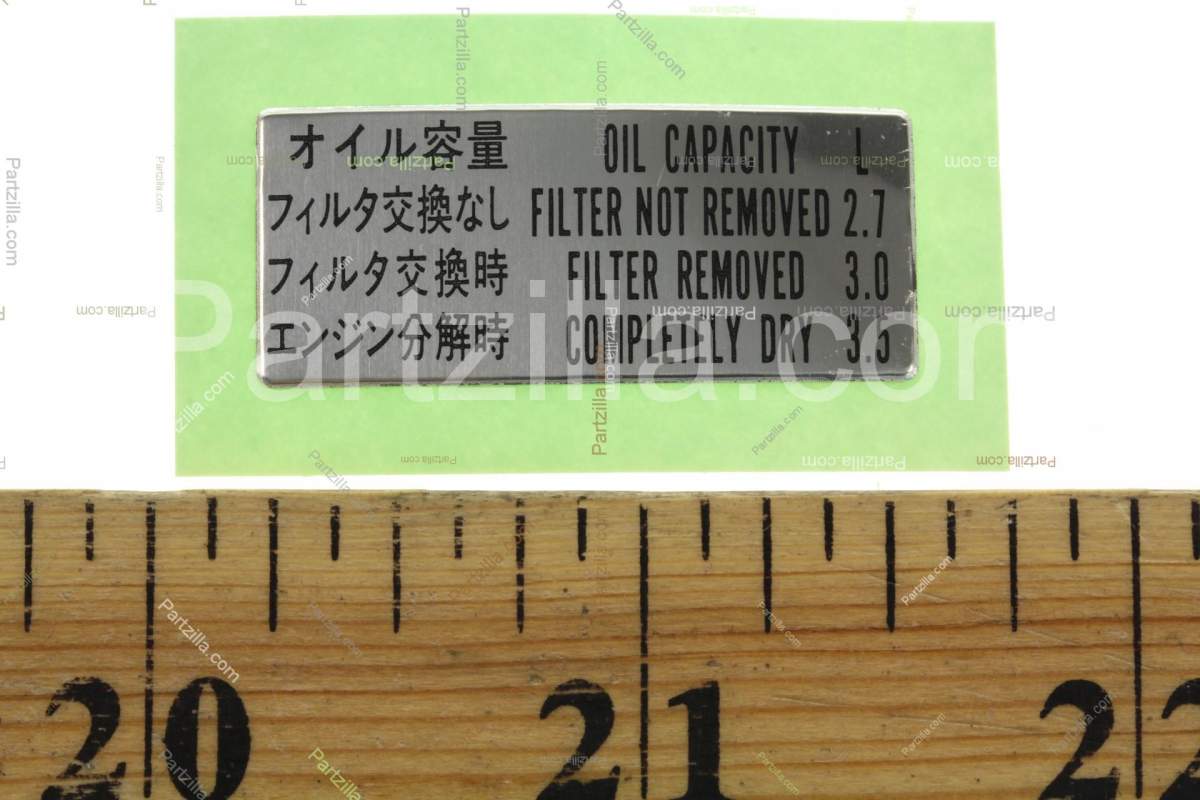 オイル容量 OIL CAPACITY L
フィルタ交換なし FILTER NOT REMOVED 2.7
フィルタ交換時 FILTER REMOVED 3.0
エンジン分解時 COMPLETELY DRY 3.3
Partzilla.com
20 21 22